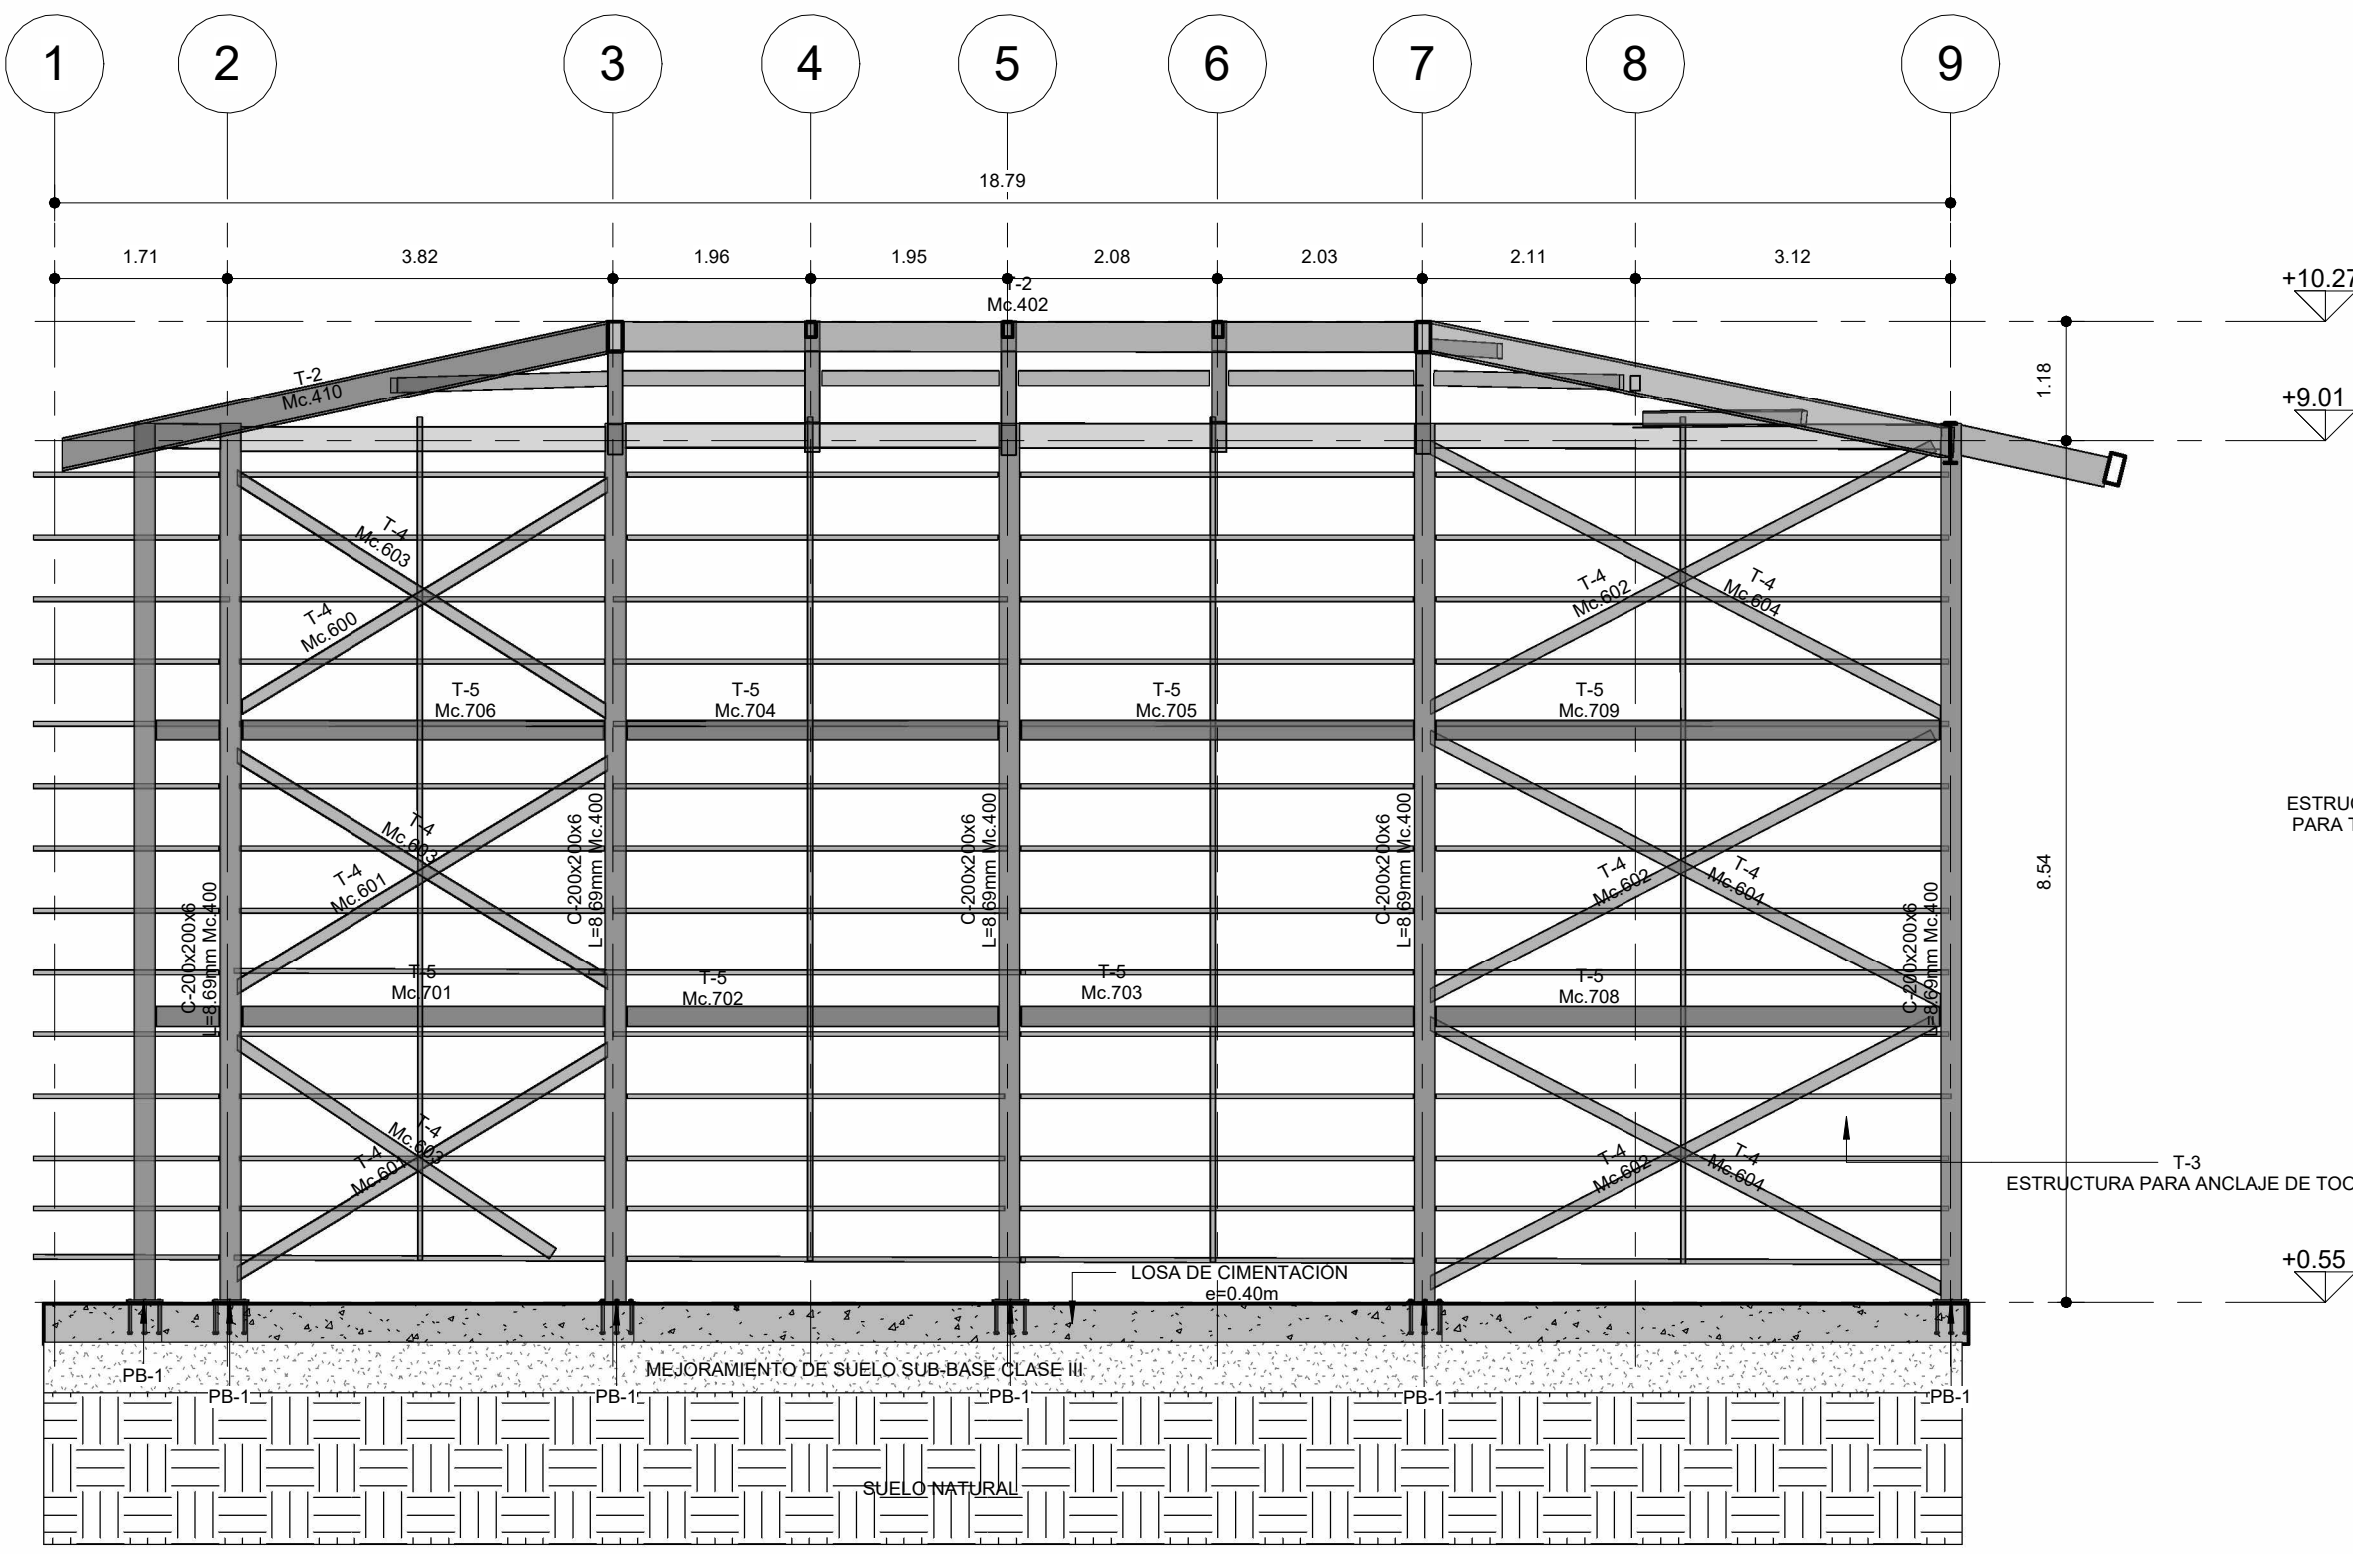 1
2
3
4
5
6
7
8
9
18.79
1.71
3.82
1.96
1.95
2.08
2.03
2.11
3.12
T-2
Mc.402
+10.27
1.18
+9.01
T-2
Mc.410
T-4
Mc.603
T-4
Mc.600
T-4
Mc.602
T-4
Mc.604
T-5
Mc.706
T-5
Mc.704
T-5
Mc.705
T-5
Mc.709
C-200x200x6
L=8.69mm Mc.400
C-200x200x6
L=8.69mm Mc.400
C-200x200x6
L=8.69mm Mc.400
C-200x200x6
L=8.69mm Mc.400
C-200x200x6
L=8.69mm Mc.400
T-4
Mc.603
T-4
Mc.601
T-4
Mc.602
T-4
Mc.604
8.54
T-5
Mc.701
T-5
Mc.702
T-5
Mc.703
T-5
Mc.708
T-4
Mc.603
T-4
Mc.601
T-4
Mc.602
T-4
Mc.604
T-3
ESTRUCTURA PARA ANCLAJE DE
LOSA DE CIMENTACIÓN
e=0.40m
+0.55
MEJORAMIENTO DE SUELO SUB-BASE CLASE III
PB-1
PB-1
PB-1
PB-1
PB-1
PB-1
SUELO NATURAL